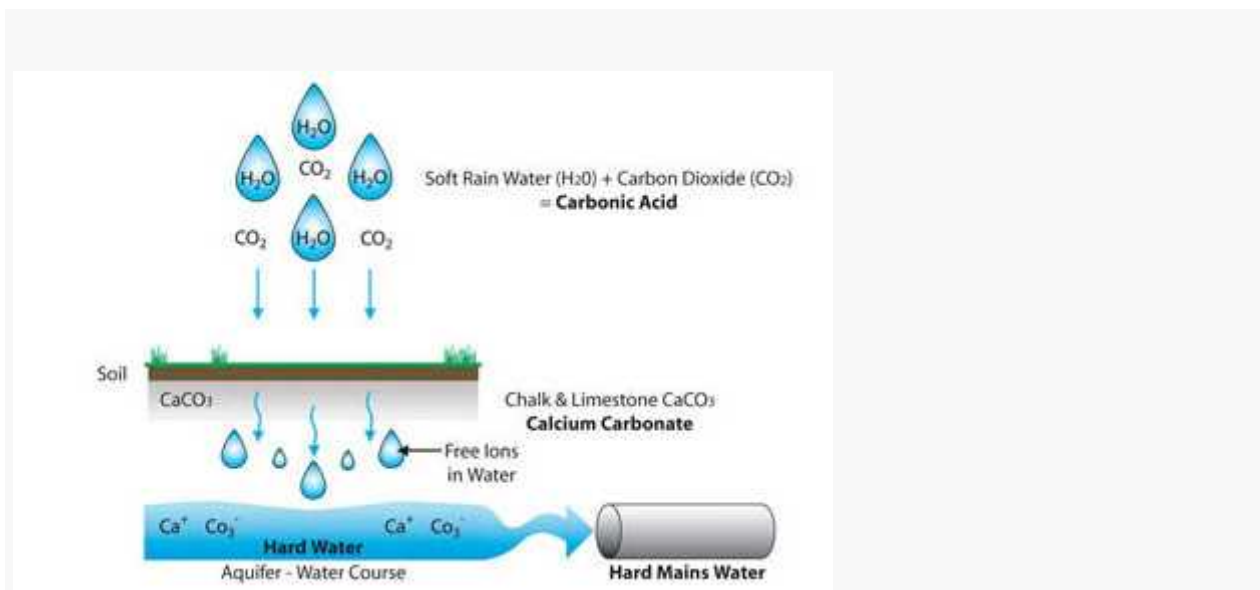 H₂O
H₂O CO₂ H₂O
Soft Rain Water (H₂0) + Carbon Dioxide (CO₂)
= Carbonic Acid
CO₂ H₂O CO₂
Soil
CaCO₃
Chalk & Limestone CaCO₃
Calcium Carbonate
Free Ions
in Water
Ca⁺ Co₃⁻ Ca⁺ Co₃⁻
Hard Water
Aquifer - Water Course
Hard Mains Water